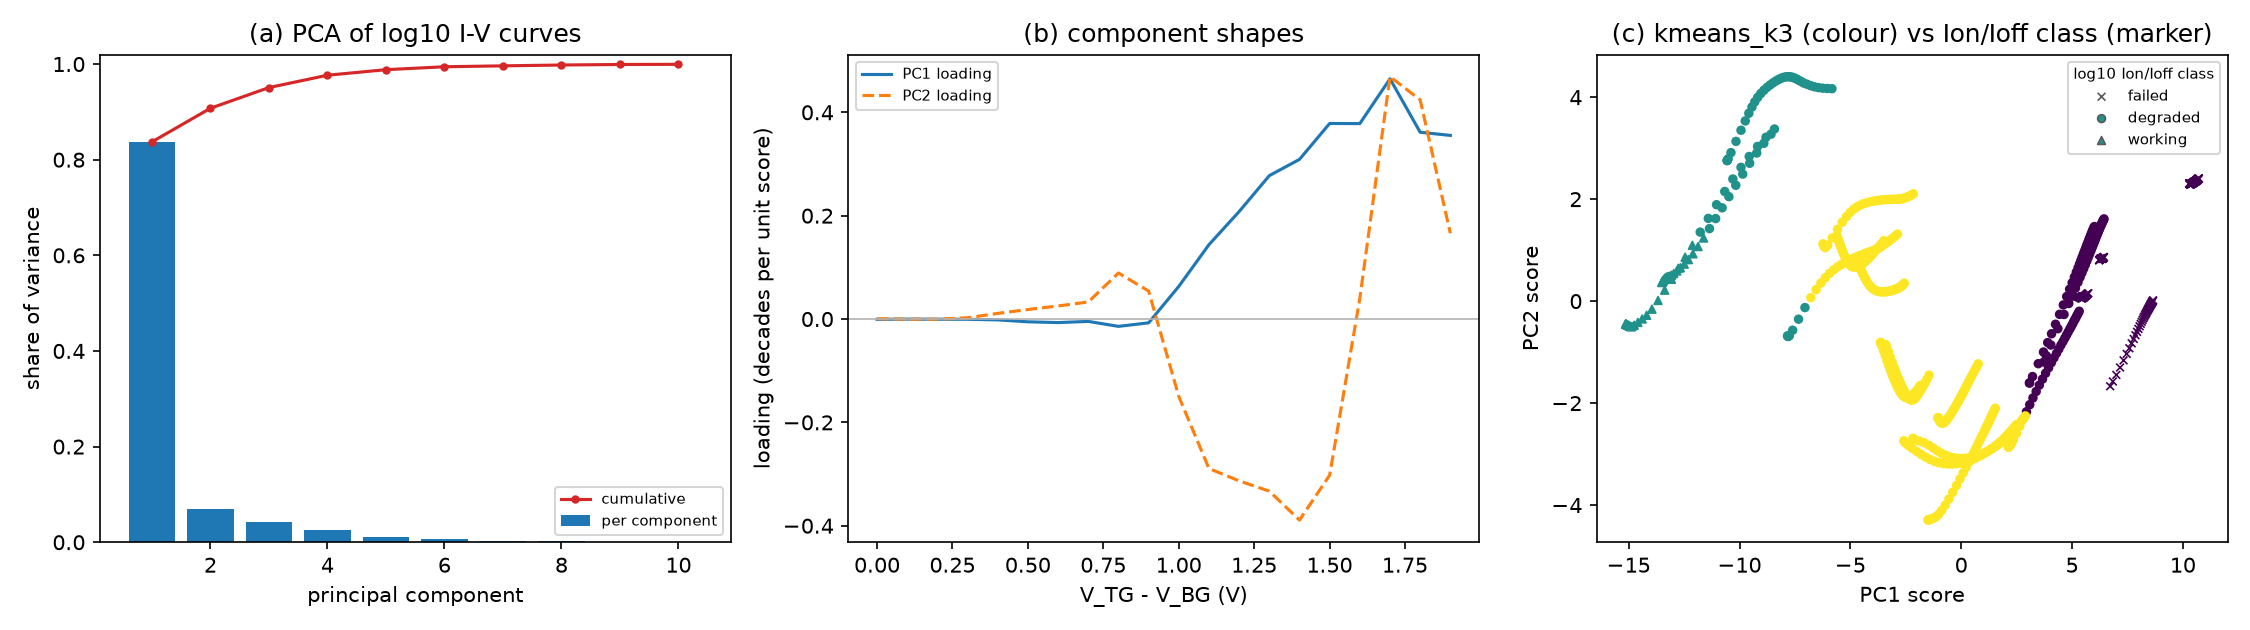 (a) PCA of log10 I-V curves
share of variance
1.0
0.8
0.6
0.4
0.2
0.0
cumulative
per component
2
4
6
8
10
principal component
(b) component shapes
loading (decades per unit score)
0.4
0.2
0.0
−0.2
−0.4
PC1 loading
PC2 loading
0.00
0.25
0.50
0.75
1.00
1.25
1.50
1.75
V_TG - V_BG (V)
(c) kmeans_k3 (colour) vs Ion/Ioff class (marker)
PC2 score
4
2
0
−2
−4
log10 Ion/Ioff class
failed
degraded
working
−15
−10
−5
0
5
10
PC1 score